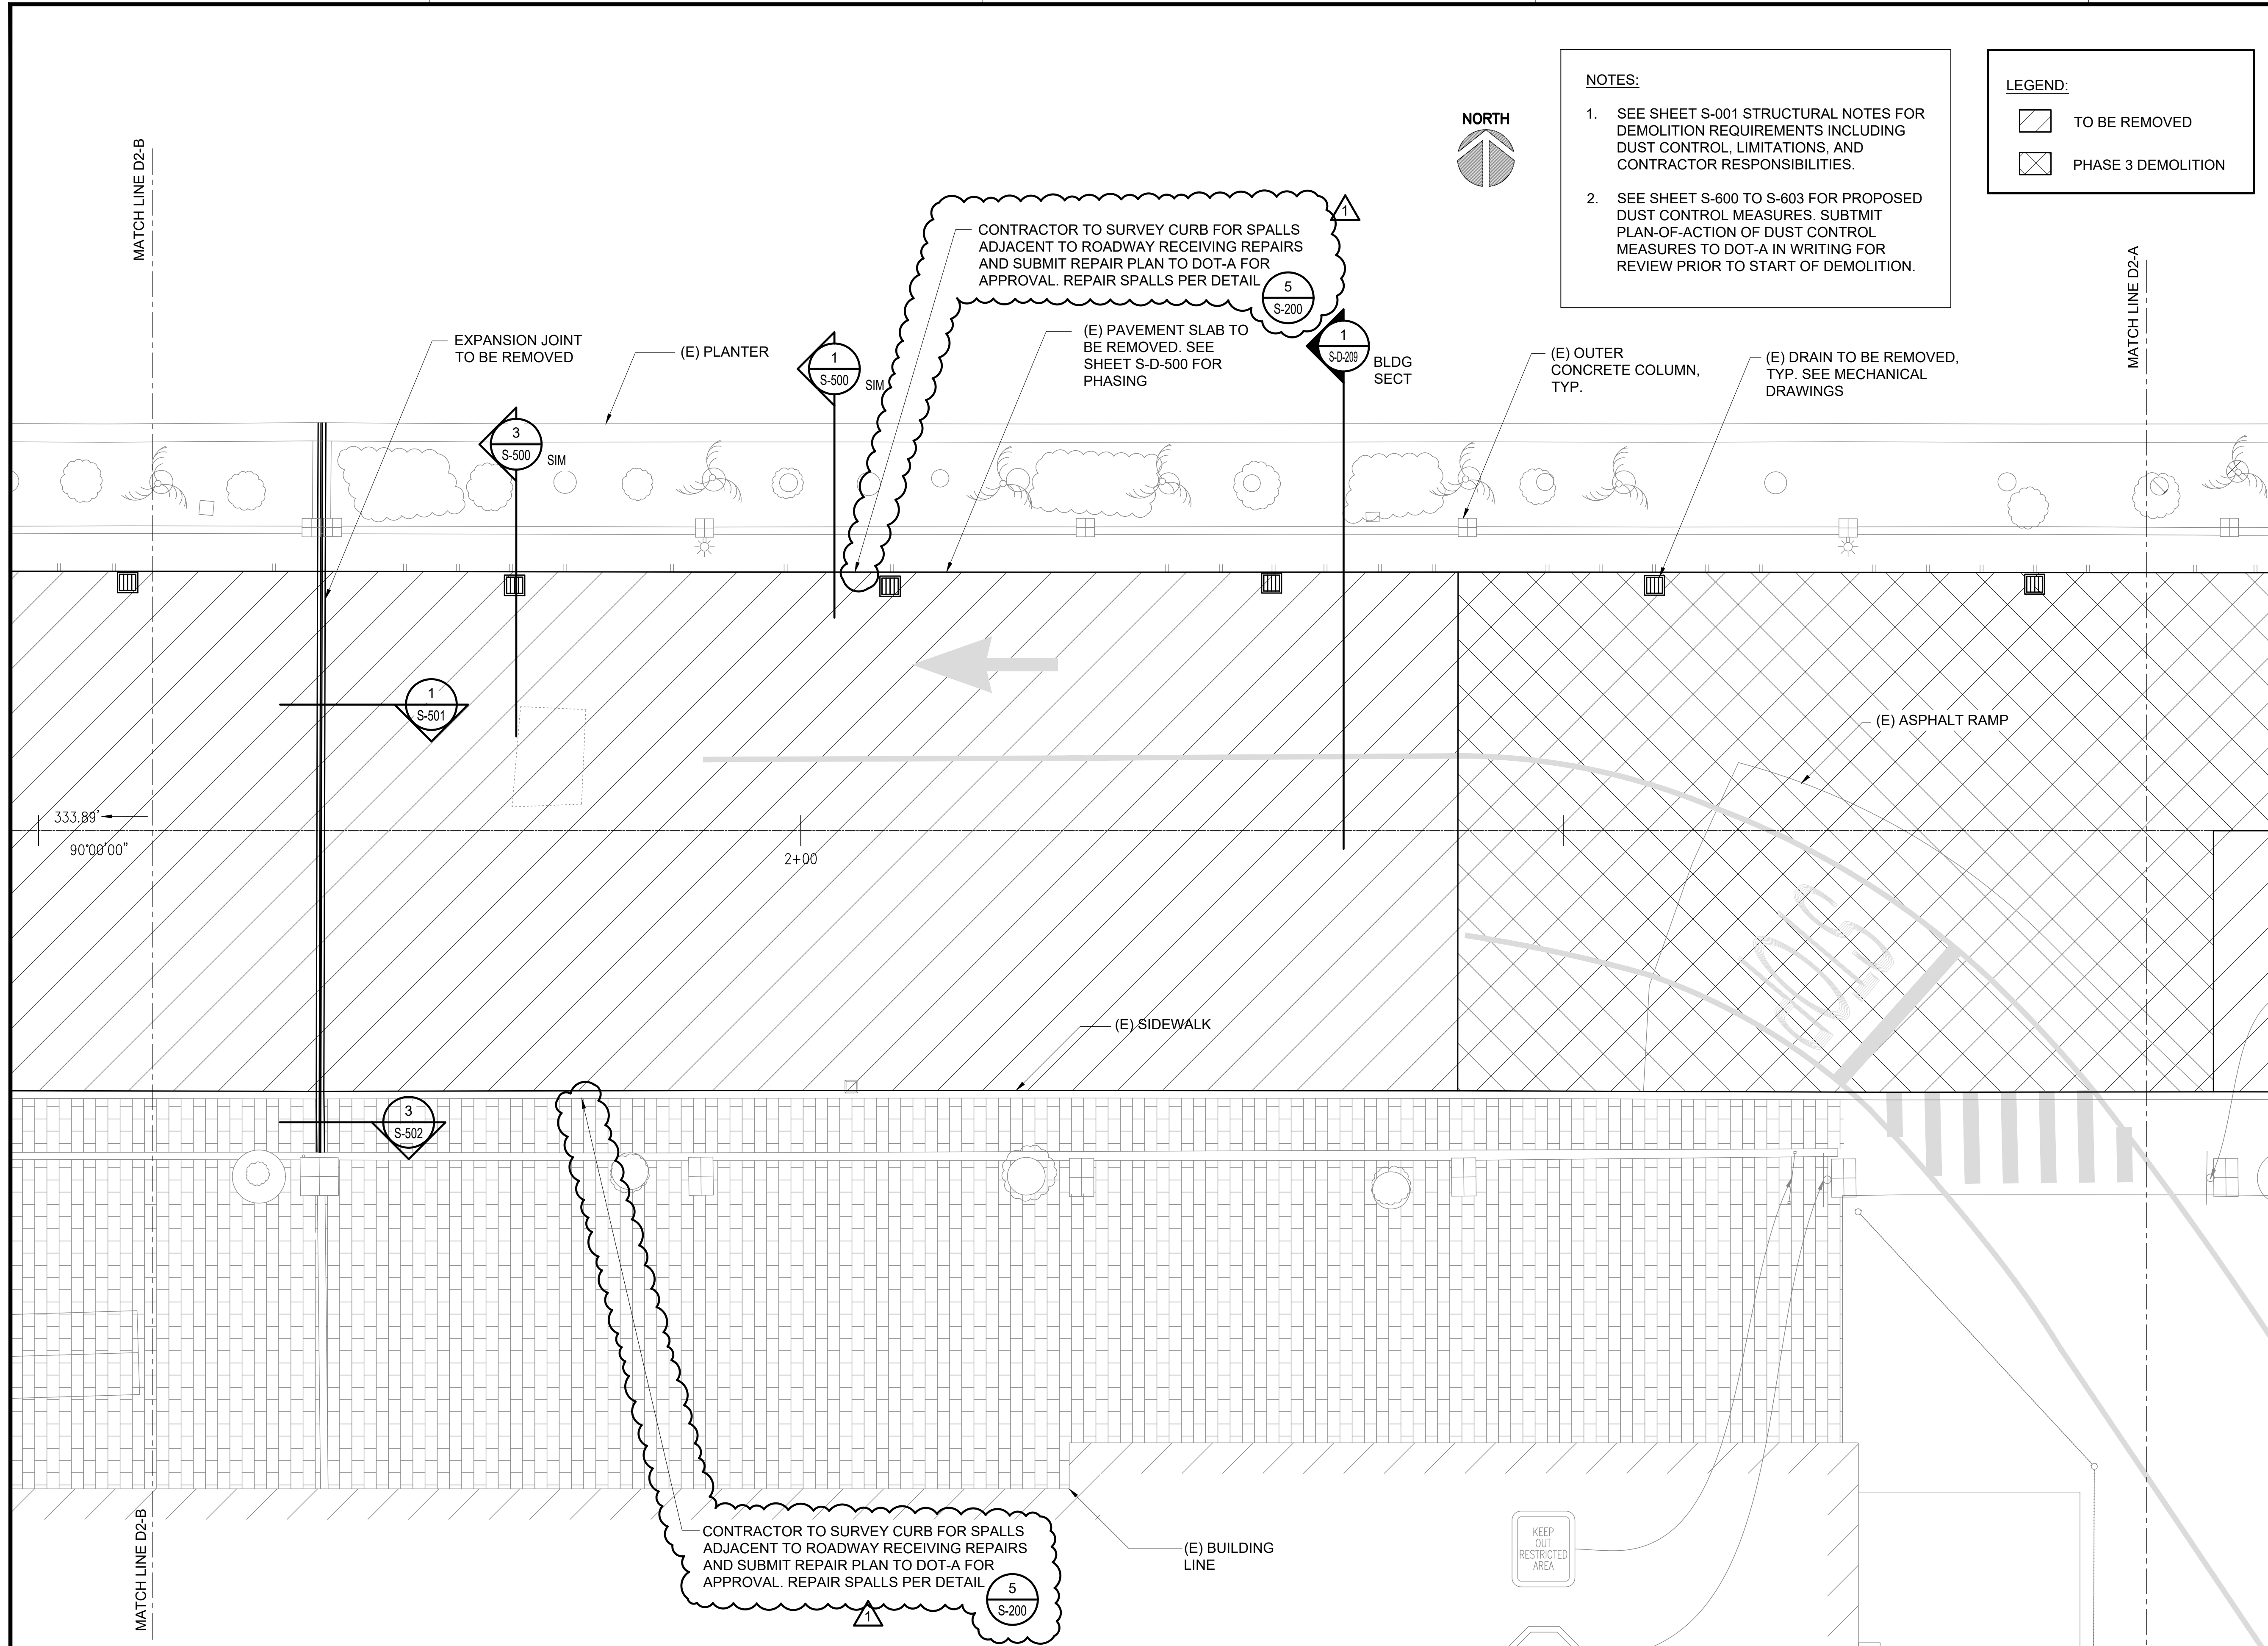 NOTES:
1. SEE SHEET S-001 STRUCTURAL NOTES FOR
DEMOLITION REQUIREMENTS INCLUDING
DUST CONTROL, LIMITATIONS, AND
CONTRACTOR RESPONSIBILITIES.
2. SEE SHEET S-600 TO S-603 FOR PROPOSED
DUST CONTROL MEASURES. SUBTMIT
PLAN-OF-ACTION OF DUST CONTROL
MEASURES TO DOT-A IN WRITING FOR
REVIEW PRIOR TO START OF DEMOLITION.
LEGEND:
TO BE REMOVED
PHASE 3 DEMOLITION
NORTH
MATCH LINE D2-B
MATCH LINE D2-A
1
CONTRACTOR TO SURVEY CURB FOR SPALLS
ADJACENT TO ROADWAY RECEIVING REPAIRS
AND SUBMIT REPAIR PLAN TO DOT-A FOR
APPROVAL. REPAIR SPALLS PER DETAIL
5
S-200
EXPANSION JOINT
TO BE REMOVED
(E) PLANTER
1
S-500
SIM
(E) PAVEMENT SLAB TO
BE REMOVED. SEE
SHEET S-D-500 FOR
PHASING
1
S-D-209
BLDG
SECT
(E) OUTER
CONCRETE COLUMN,
TYP.
(E) DRAIN TO BE REMOVED,
TYP. SEE MECHANICAL
DRAWINGS
3
S-500
SIM
1
S-501
(E) ASPHALT RAMP
333.89'
90°00'00"
2+00
STOP
(E) SIDEWALK
3
S-502
CONTRACTOR TO SURVEY CURB FOR SPALLS
ADJACENT TO ROADWAY RECEIVING REPAIRS
AND SUBMIT REPAIR PLAN TO DOT-A FOR
APPROVAL. REPAIR SPALLS PER DETAIL
5
S-200
1
(E) BUILDING
LINE
KEEP
OUT
RESTRICTED
AREA
MATCH LINE D2-B